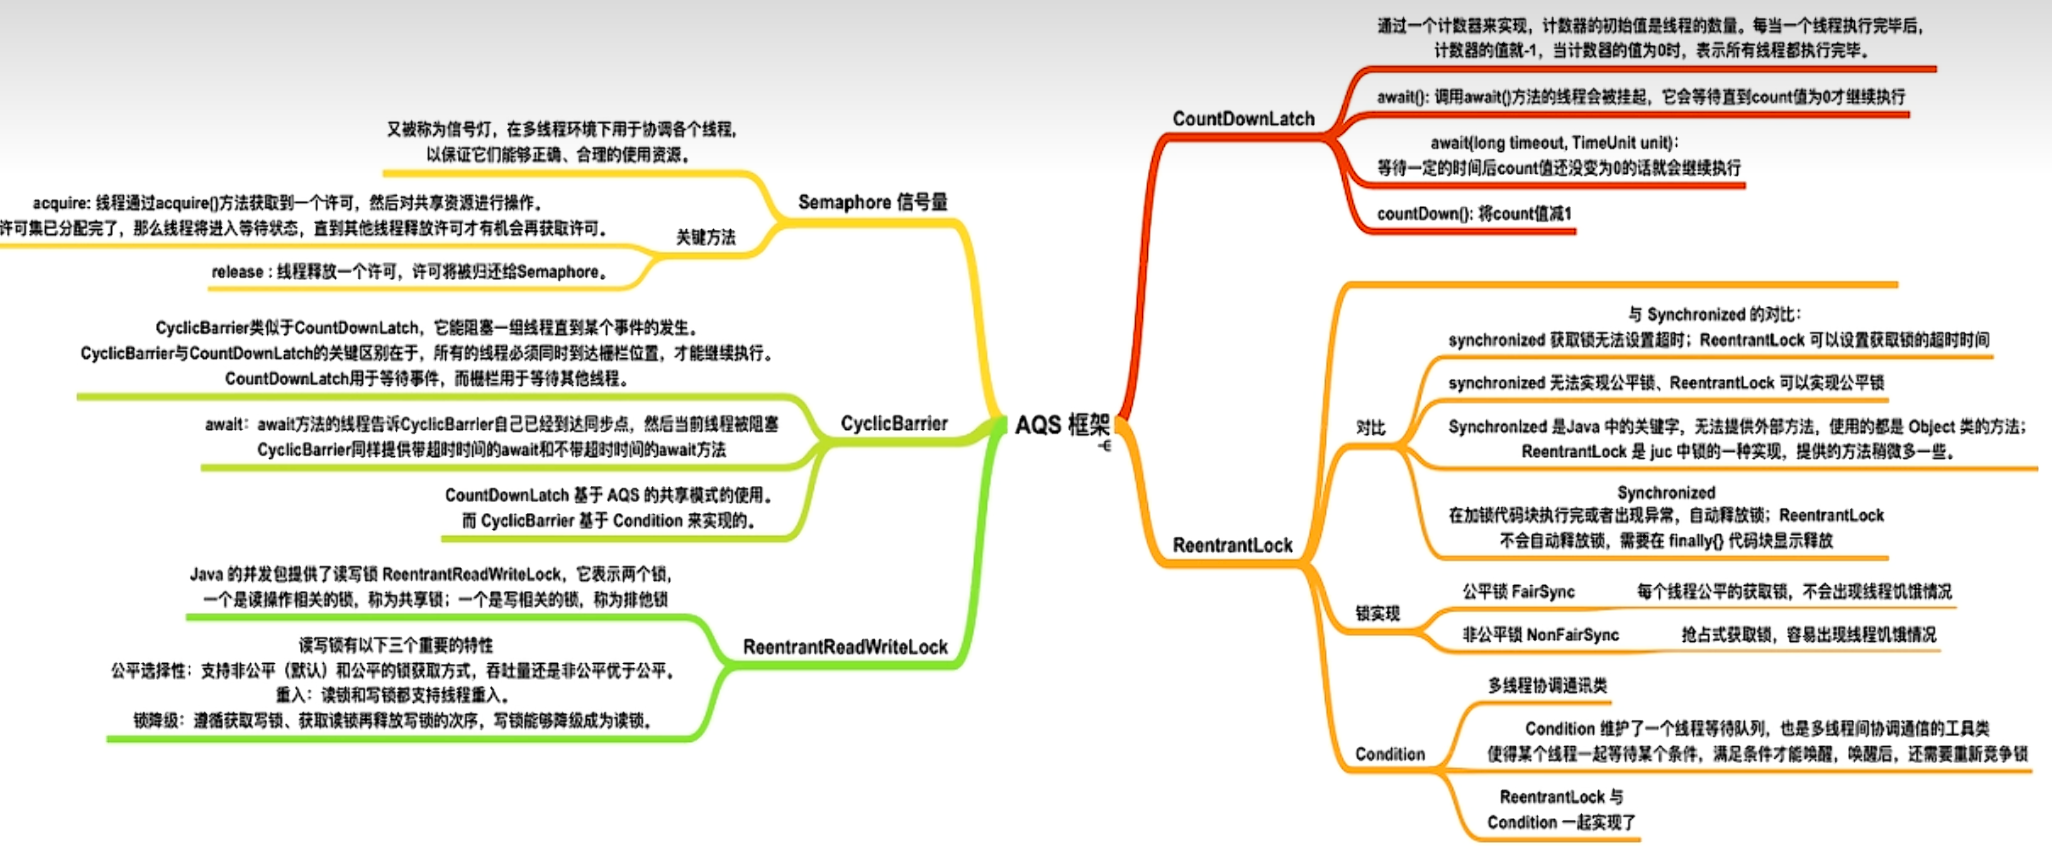 AQS 框架
CountDownLatch
通过一个计数器来实现，计数器的初始值是线程的数量。每当一个线程执行完毕后，
计数器的值就-1，当计数器的值为0时，表示所有线程都执行完毕。
await(): 调用await()方法的线程会被挂起，它会等待直到count值为0才继续执行
await(long timeout, TimeUnit unit)：
等待一定的时间后count值还没变为0的话就会继续执行
countDown(): 将count值减1
ReentrantLock
对比
与 Synchronized 的对比：
synchronized 获取锁无法设置超时；ReentrantLock 可以设置获取锁的超时时间
synchronized 无法实现公平锁、ReentrantLock 可以实现公平锁
Synchronized 是Java 中的关键字，无法提供外部方法，使用的都是 Object 类的方法；
ReentrantLock 是 juc 中锁的一种实现，提供的方法稍微多一些。
Synchronized
在加锁代码块执行完或者出现异常，自动释放锁；ReentrantLock
不会自动释放锁，需要在 finally{} 代码块显示释放
锁实现
公平锁 FairSync 每个线程公平的获取锁，不会出现线程饥饿情况
非公平锁 NonFairSync 抢占式获取锁，容易出现线程饥饿情况
Condition
多线程协调通讯类
Condition 维护了一个线程等待队列，也是多线程间协调通信的工具类
使得某个线程一起等待某个条件，满足条件才能唤醒，唤醒后，还需要重新竞争锁
ReentrantLock 与
Condition 一起实现了
Semaphore 信号量
又被称为信号灯，在多线程环境下用于协调各个线程，
以保证它们能够正确、合理的使用资源。
关键方法
acquire: 线程通过acquire()方法获取到一个许可，然后对共享资源进行操作。
许可集已分配完了，那么线程将进入等待状态，直到其他线程释放许可才有机会再获取许可。
release : 线程释放一个许可，许可将被归还给Semaphore。
CyclicBarrier
CyclicBarrier类似于CountDownLatch，它能阻塞一组线程直到某个事件的发生。
CyclicBarrier与CountDownLatch的关键区别在于，所有的线程必须同时到达栅栏位置，才能继续执行。
CountDownLatch用于等待事件，而栅栏用于等待其他线程。
await：await方法的线程告诉CyclicBarrier自己已经到达同步点，然后当前线程被阻塞
CyclicBarrier同样提供带超时时间的await和不带超时时间的await方法
CountDownLatch 基于 AQS 的共享模式的使用。
而 CyclicBarrier 基于 Condition 来实现的。
ReentrantReadWriteLock
Java 的并发包提供了读写锁 ReentrantReadWriteLock，它表示两个锁，
一个是读操作相关的锁，称为共享锁；一个是写相关的锁，称为排他锁
读写锁有以下三个重要的特性
公平选择性：支持非公平（默认）和公平的锁获取方式，吞吐量还是非公平优于公平。
重入：读锁和写锁都支持线程重入。
锁降级：遵循获取写锁、获取读锁再释放写锁的次序，写锁能够降级成为读锁。